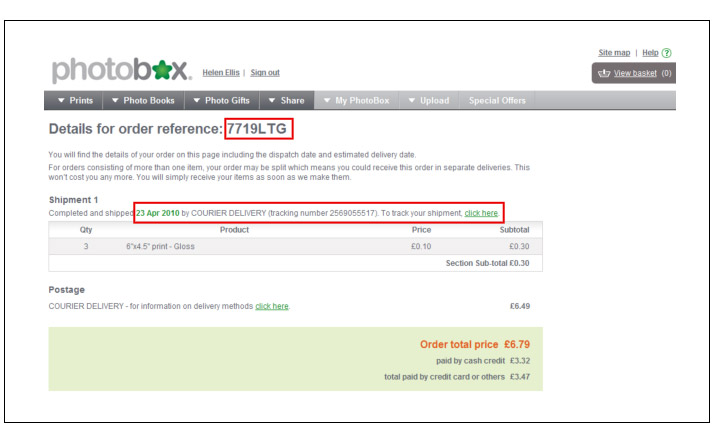 Site map | Help ?
photobox. Helen Ellis | Sign out
View basket (0)
Prints Photo Books Photo Gifts Share My PhotoBox Upload Special Offers
Details for order reference: 7719LTG
You will find the details of your order on this page including the dispatch date and estimated delivery date.
For orders consisting of more than one item, your order may be split which means you could receive this order in separate deliveries. This
won't cost you any more. You will simply receive your items as soon as we make them.
Shipment 1
Completed and shipped 23 Apr 2010 by COURIER DELIVERY (tracking number 2569055517). To track your shipment, click here.
Qty Product Price Subtotal
3 6"x4.5" print - Gloss £0.10 £0.30
Section Sub-total £0.30
Postage
COURIER DELIVERY - for information on delivery methods click here £6.49
Order total price £6.79
paid by cash credit £3.32
total paid by credit card or others £3.47